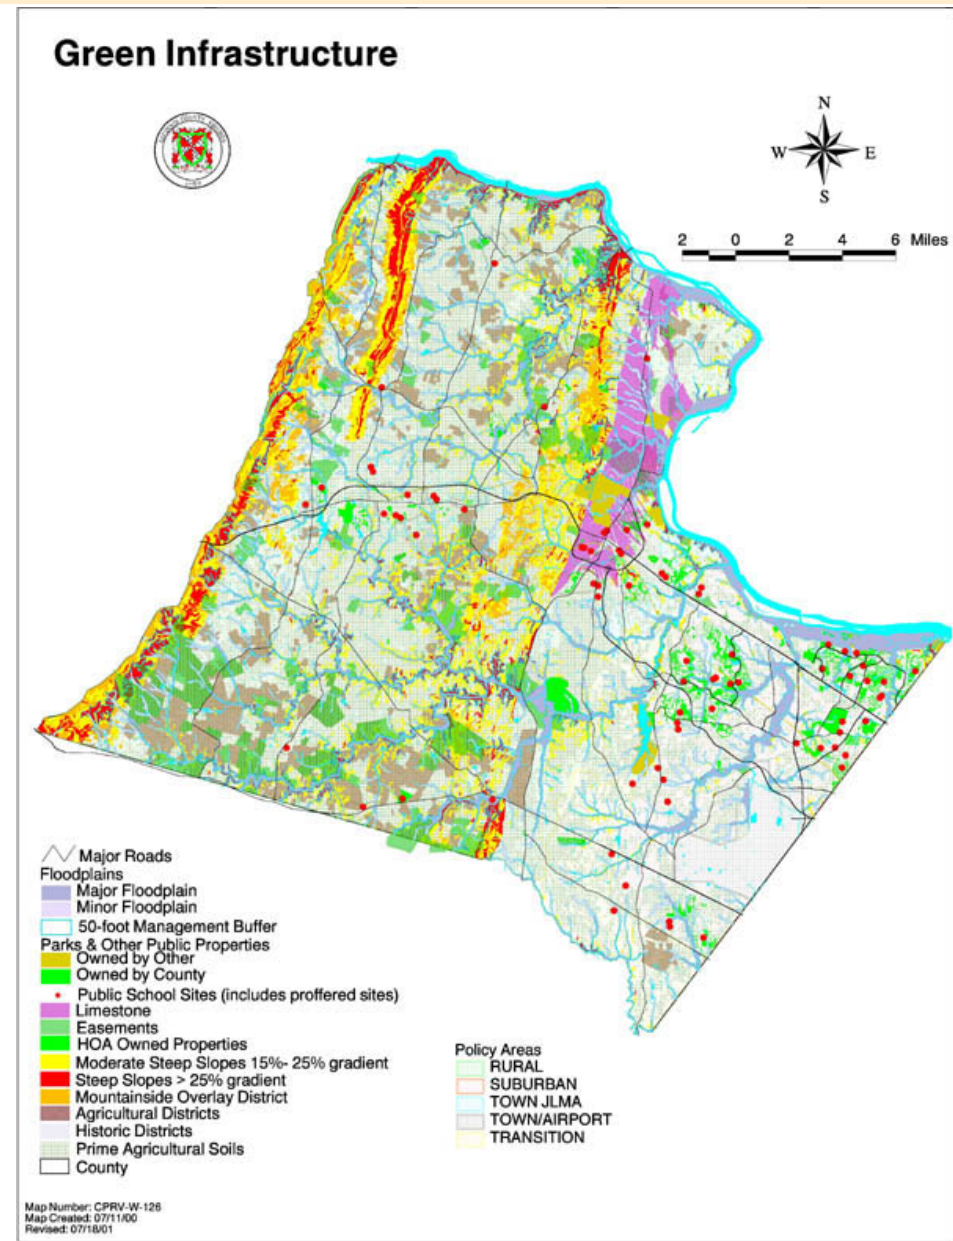 Green Infrastructure
N
W E
S
2 0 2 4 6 Miles
Major Roads
Floodplains
Major Floodplain
Minor Floodplain
50-foot Management Buffer
Parks & Other Public Properties
Owned by Other
Owned by County
Public School Sites (includes proffered sites)
Limestone
Easements
HOA Owned Properties
Moderate Steep Slopes 15%- 25% gradient
Steep Slopes > 25% gradient
Mountainside Overlay District
Agricultural Districts
Historic Districts
Prime Agricultural Soils
County
Policy Areas
RURAL
SUBURBAN
TOWN JLMA
TOWN/AIRPORT
TRANSITION
Map Number: CPRV-W-126
Map Created: 07/11/00
Revised: 07/18/01